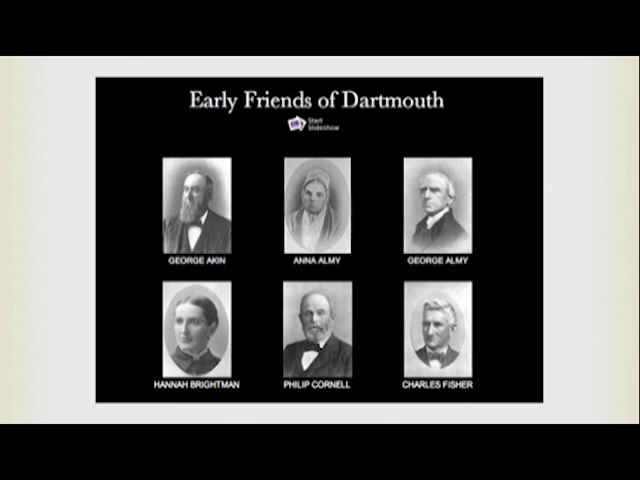 Early Friends of Dartmouth
Start
Slideshow
GEORGE AKIN
ANNA ALMY
GEORGE ALMY
HANNAH BRIGHTMAN
PHILIP CORNELL
CHARLES FISHER